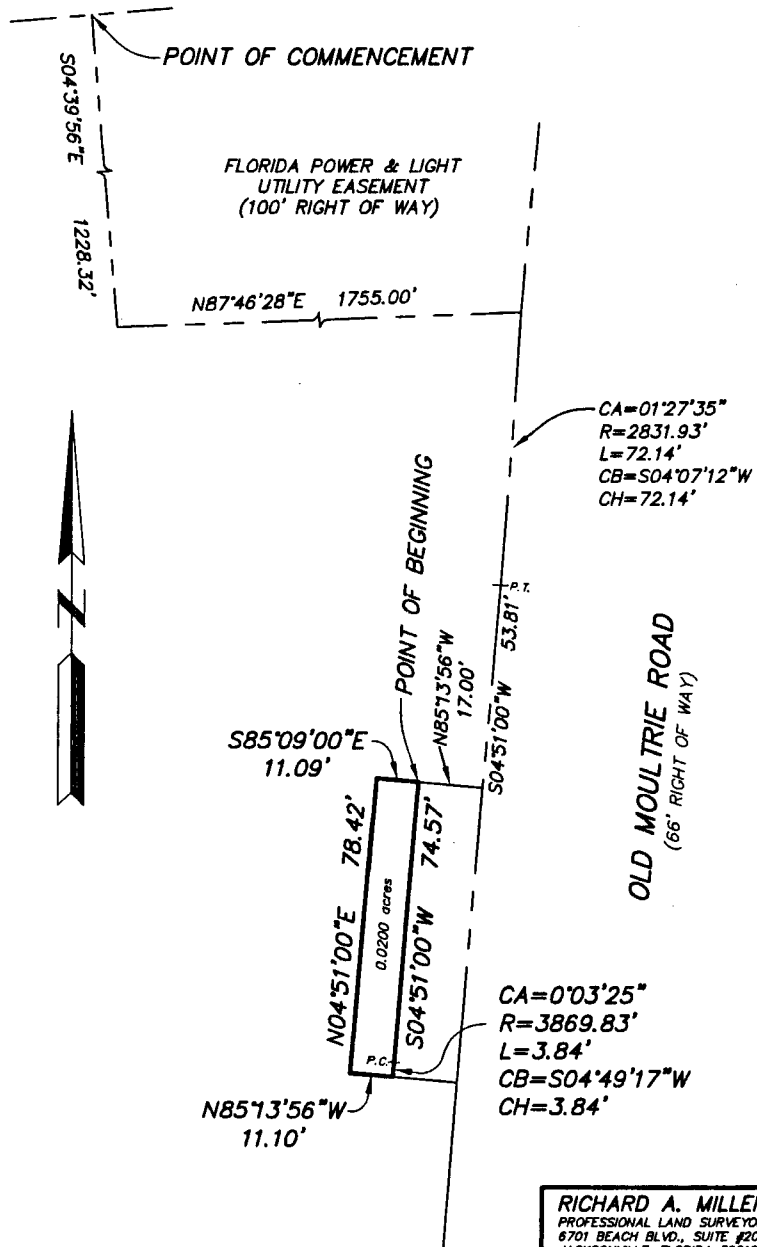 POINT OF COMMENCEMENT
S04°39'56"E 1228.32'
FLORIDA POWER & LIGHT
UTILITY EASEMENT
(100' RIGHT OF WAY)
N87°46'28"E 1755.00'
CA=01°27'35"
R=2831.93'
L=72.14'
CB=S04°07'12"W
CH=72.14'
N
POINT OF BEGINNING
P.T.
S04°51'00"W 53.81'
N85°13'56"W
17.00'
OLD MOULTRIE ROAD
(66' RIGHT OF WAY)
S85°09'00"E
11.09'
N04°51'00"E 78.42'
0.0200 acres
S04°51'00"W 74.57'
P.C.
CA=0°03'25"
R=3869.83'
L=3.84'
CB=S04°49'17"W
CH=3.84'
N85°13'56"W
11.10'
RICHARD A. MILLE
PROFESSIONAL LAND SURVEYO
6701 BEACH BLVD., SUITE #20